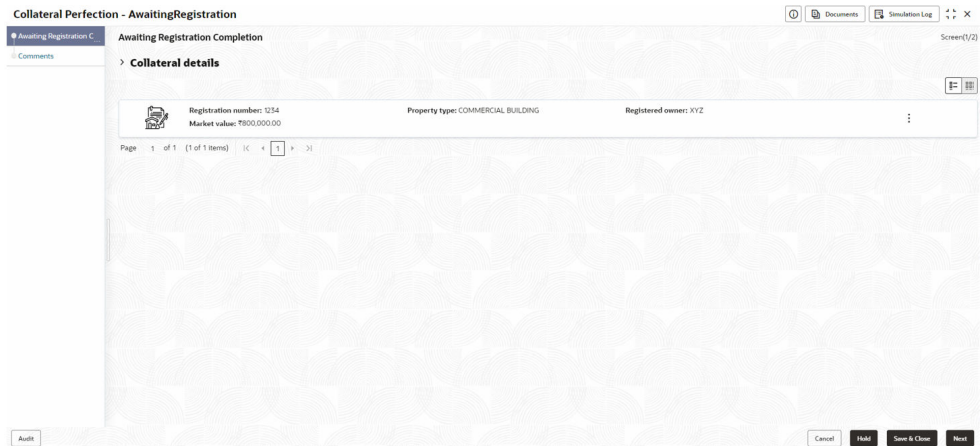 Collateral Perfection - AwaitingRegistration
Documents
Simulation Log
Awaiting Registration C...
Comments
Awaiting Registration Completion
Screen(1/2)
Collateral details
Registration number: 1234
Property type: COMMERCIAL BUILDING
Registered owner: XYZ
Market value: ₹800,000.00
Page 1 of 1 (1 of 1 items) 1
Audit
Cancel
Hold
Save & Close
Next